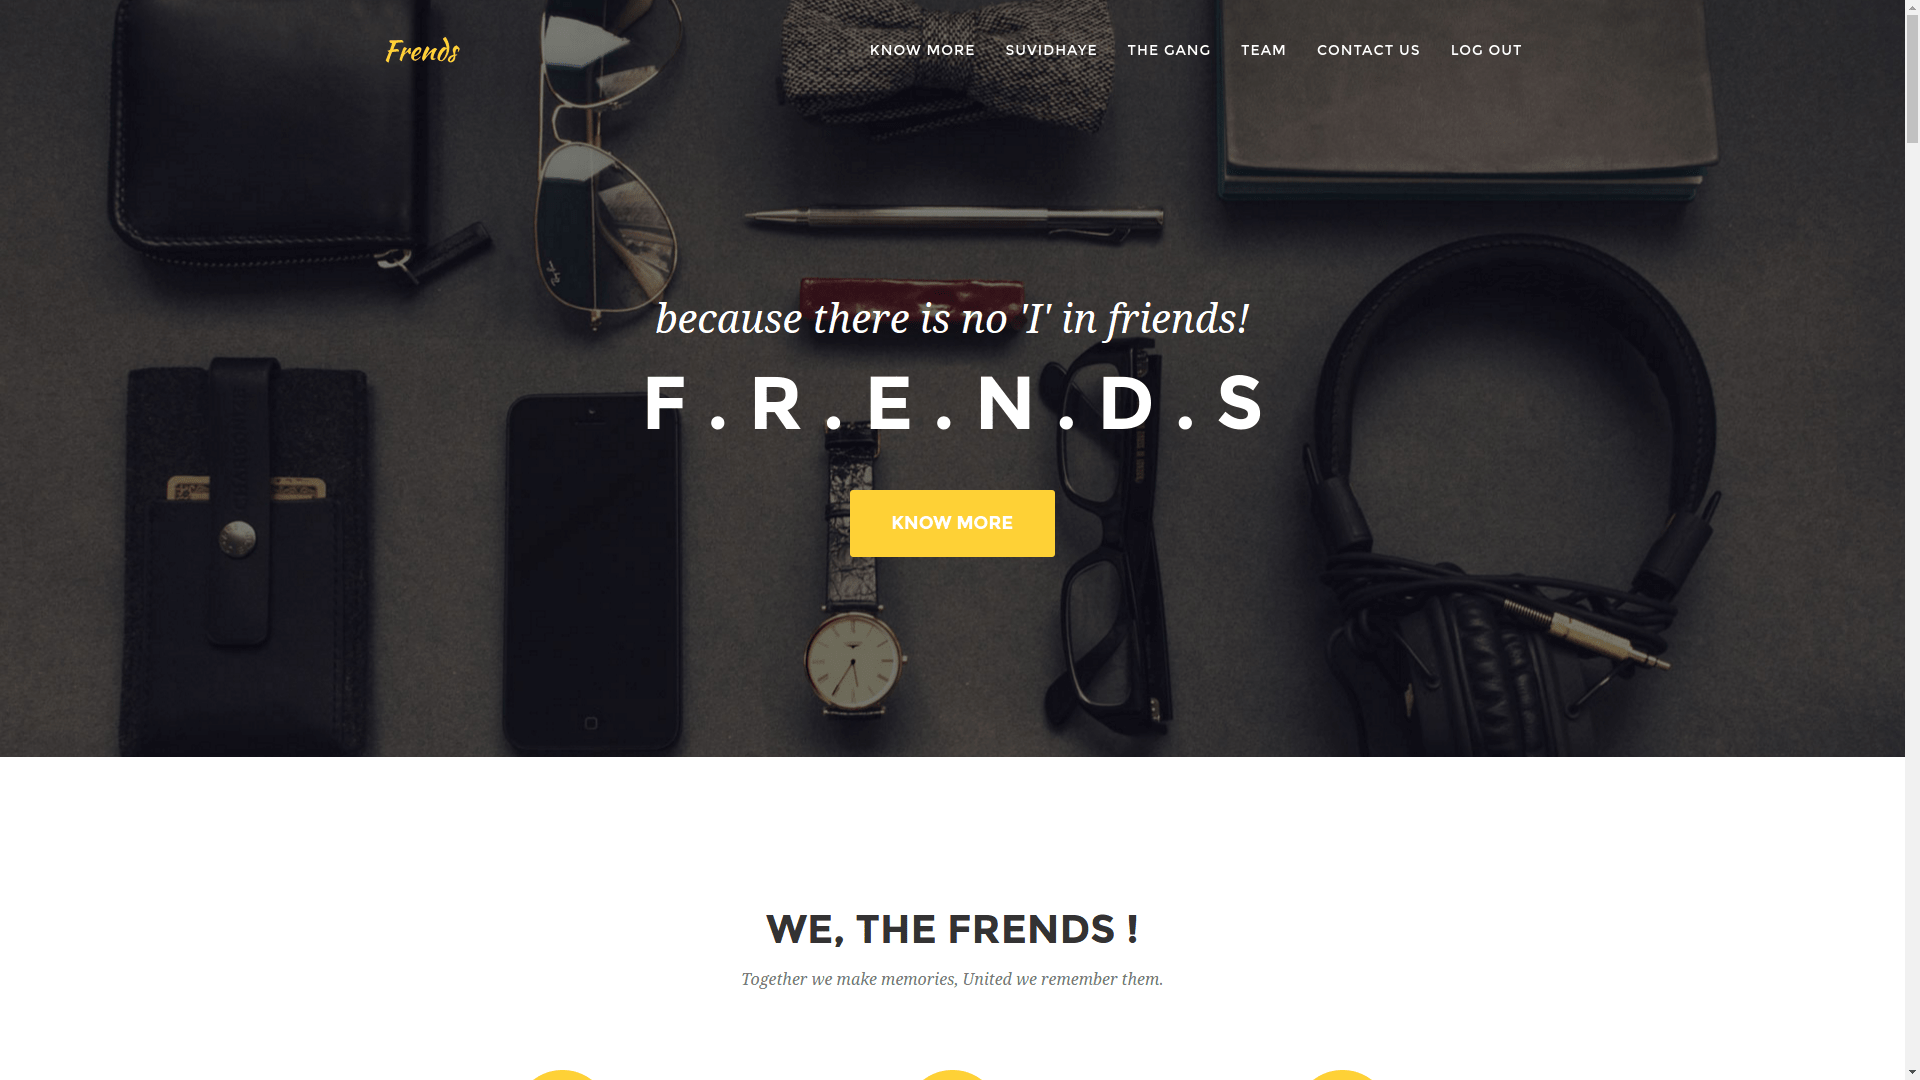 Frends
KNOW MORE SUVIDHAYE THE GANG TEAM CONTACT US LOG OUT
because there is no 'I' in friends!
F.R.E.N.D.S
KNOW MORE
WE, THE FRENDS !
Together we make memories, United we remember them.